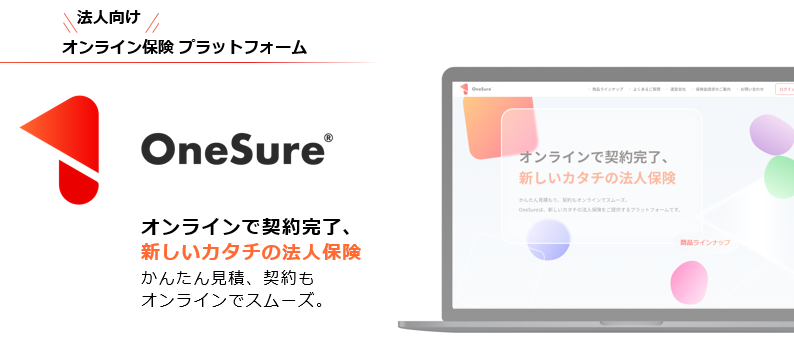 法人向け
オンライン保険 プラットフォーム
OneSure®
オンラインで契約完了、
新しいカタチの法人保険
かんたん見積、契約も
オンラインでスムーズ。
OneSure
商品ラインナップ
よくあるご質問
運営会社
保険取扱店のご案内
お問い合わせ
ログイン
オンラインで契約完了、
新しいカタチの法人保険
かんたん見積もり、契約もオンラインでスムーズ。
OneSureは、新しいカタチの法人保険をご提供するプラットフォームです。
商品ラインナップ